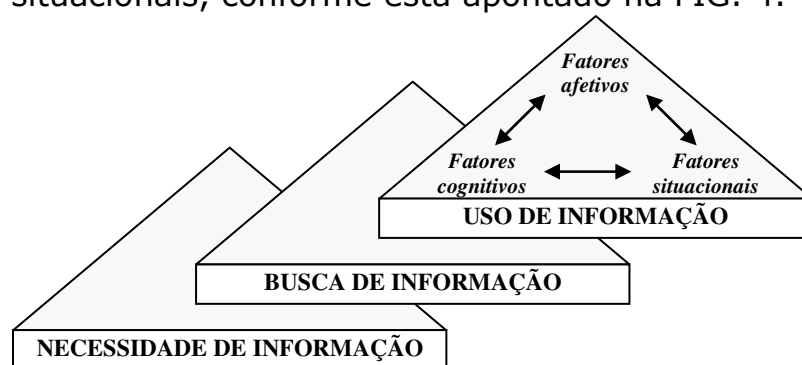 situacionais, conforme está apontado na FIG. 4.
Fatores
afetivos
Fatores
cognitivos
Fatores
situacionais
USO DE INFORMAÇÃO
BUSCA DE INFORMAÇÃO
NECESSIDADE DE INFORMAÇÃO